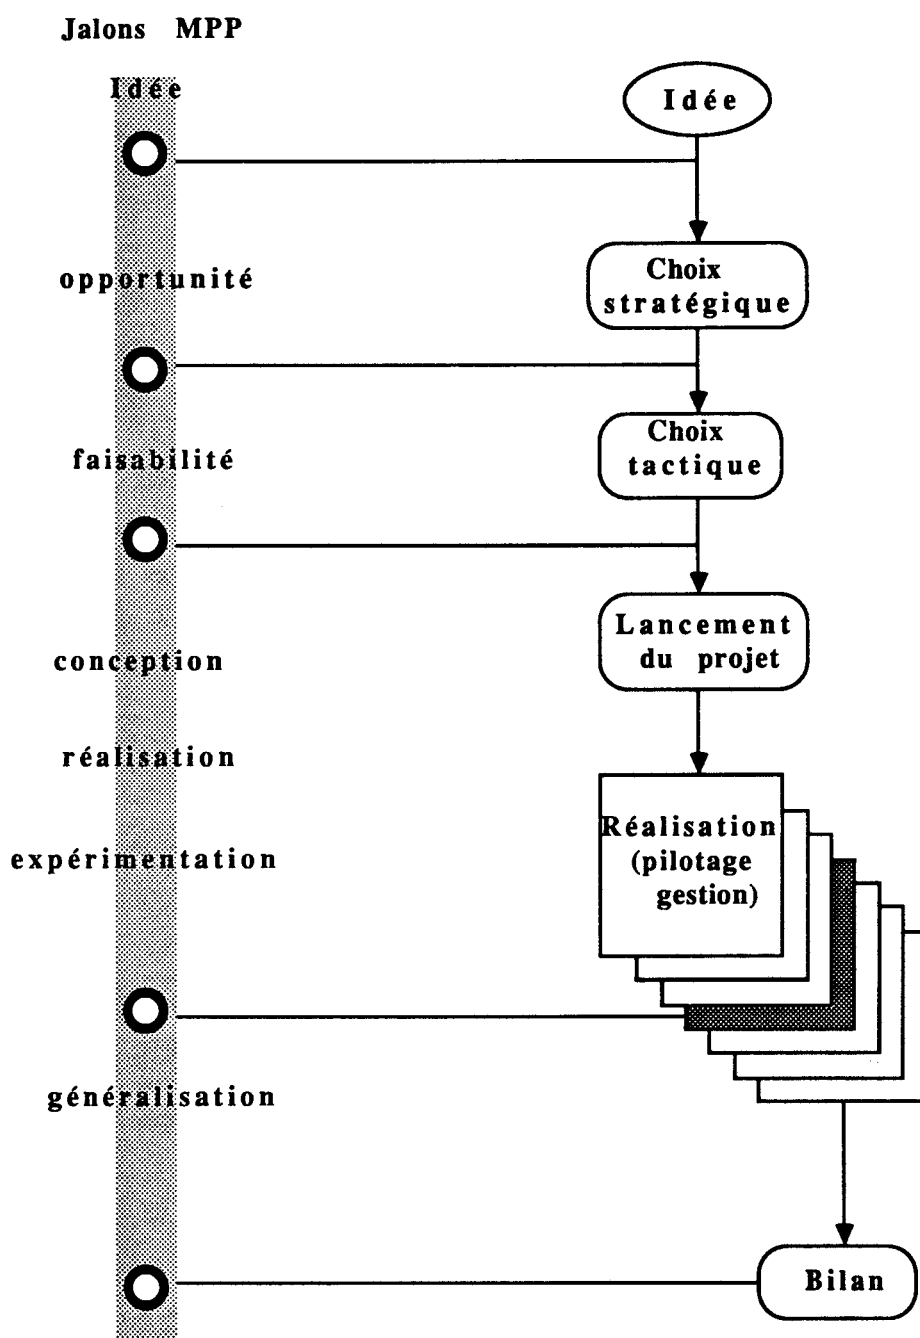 Jalons MPP
Idée
Idée
Choix
stratégique
opportunité
Choix
tactique
faisabilité
Lancement
du projet
conception
réalisation
Réalisation
(pilotage
gestion)
expérimentation
généralisation
Bilan